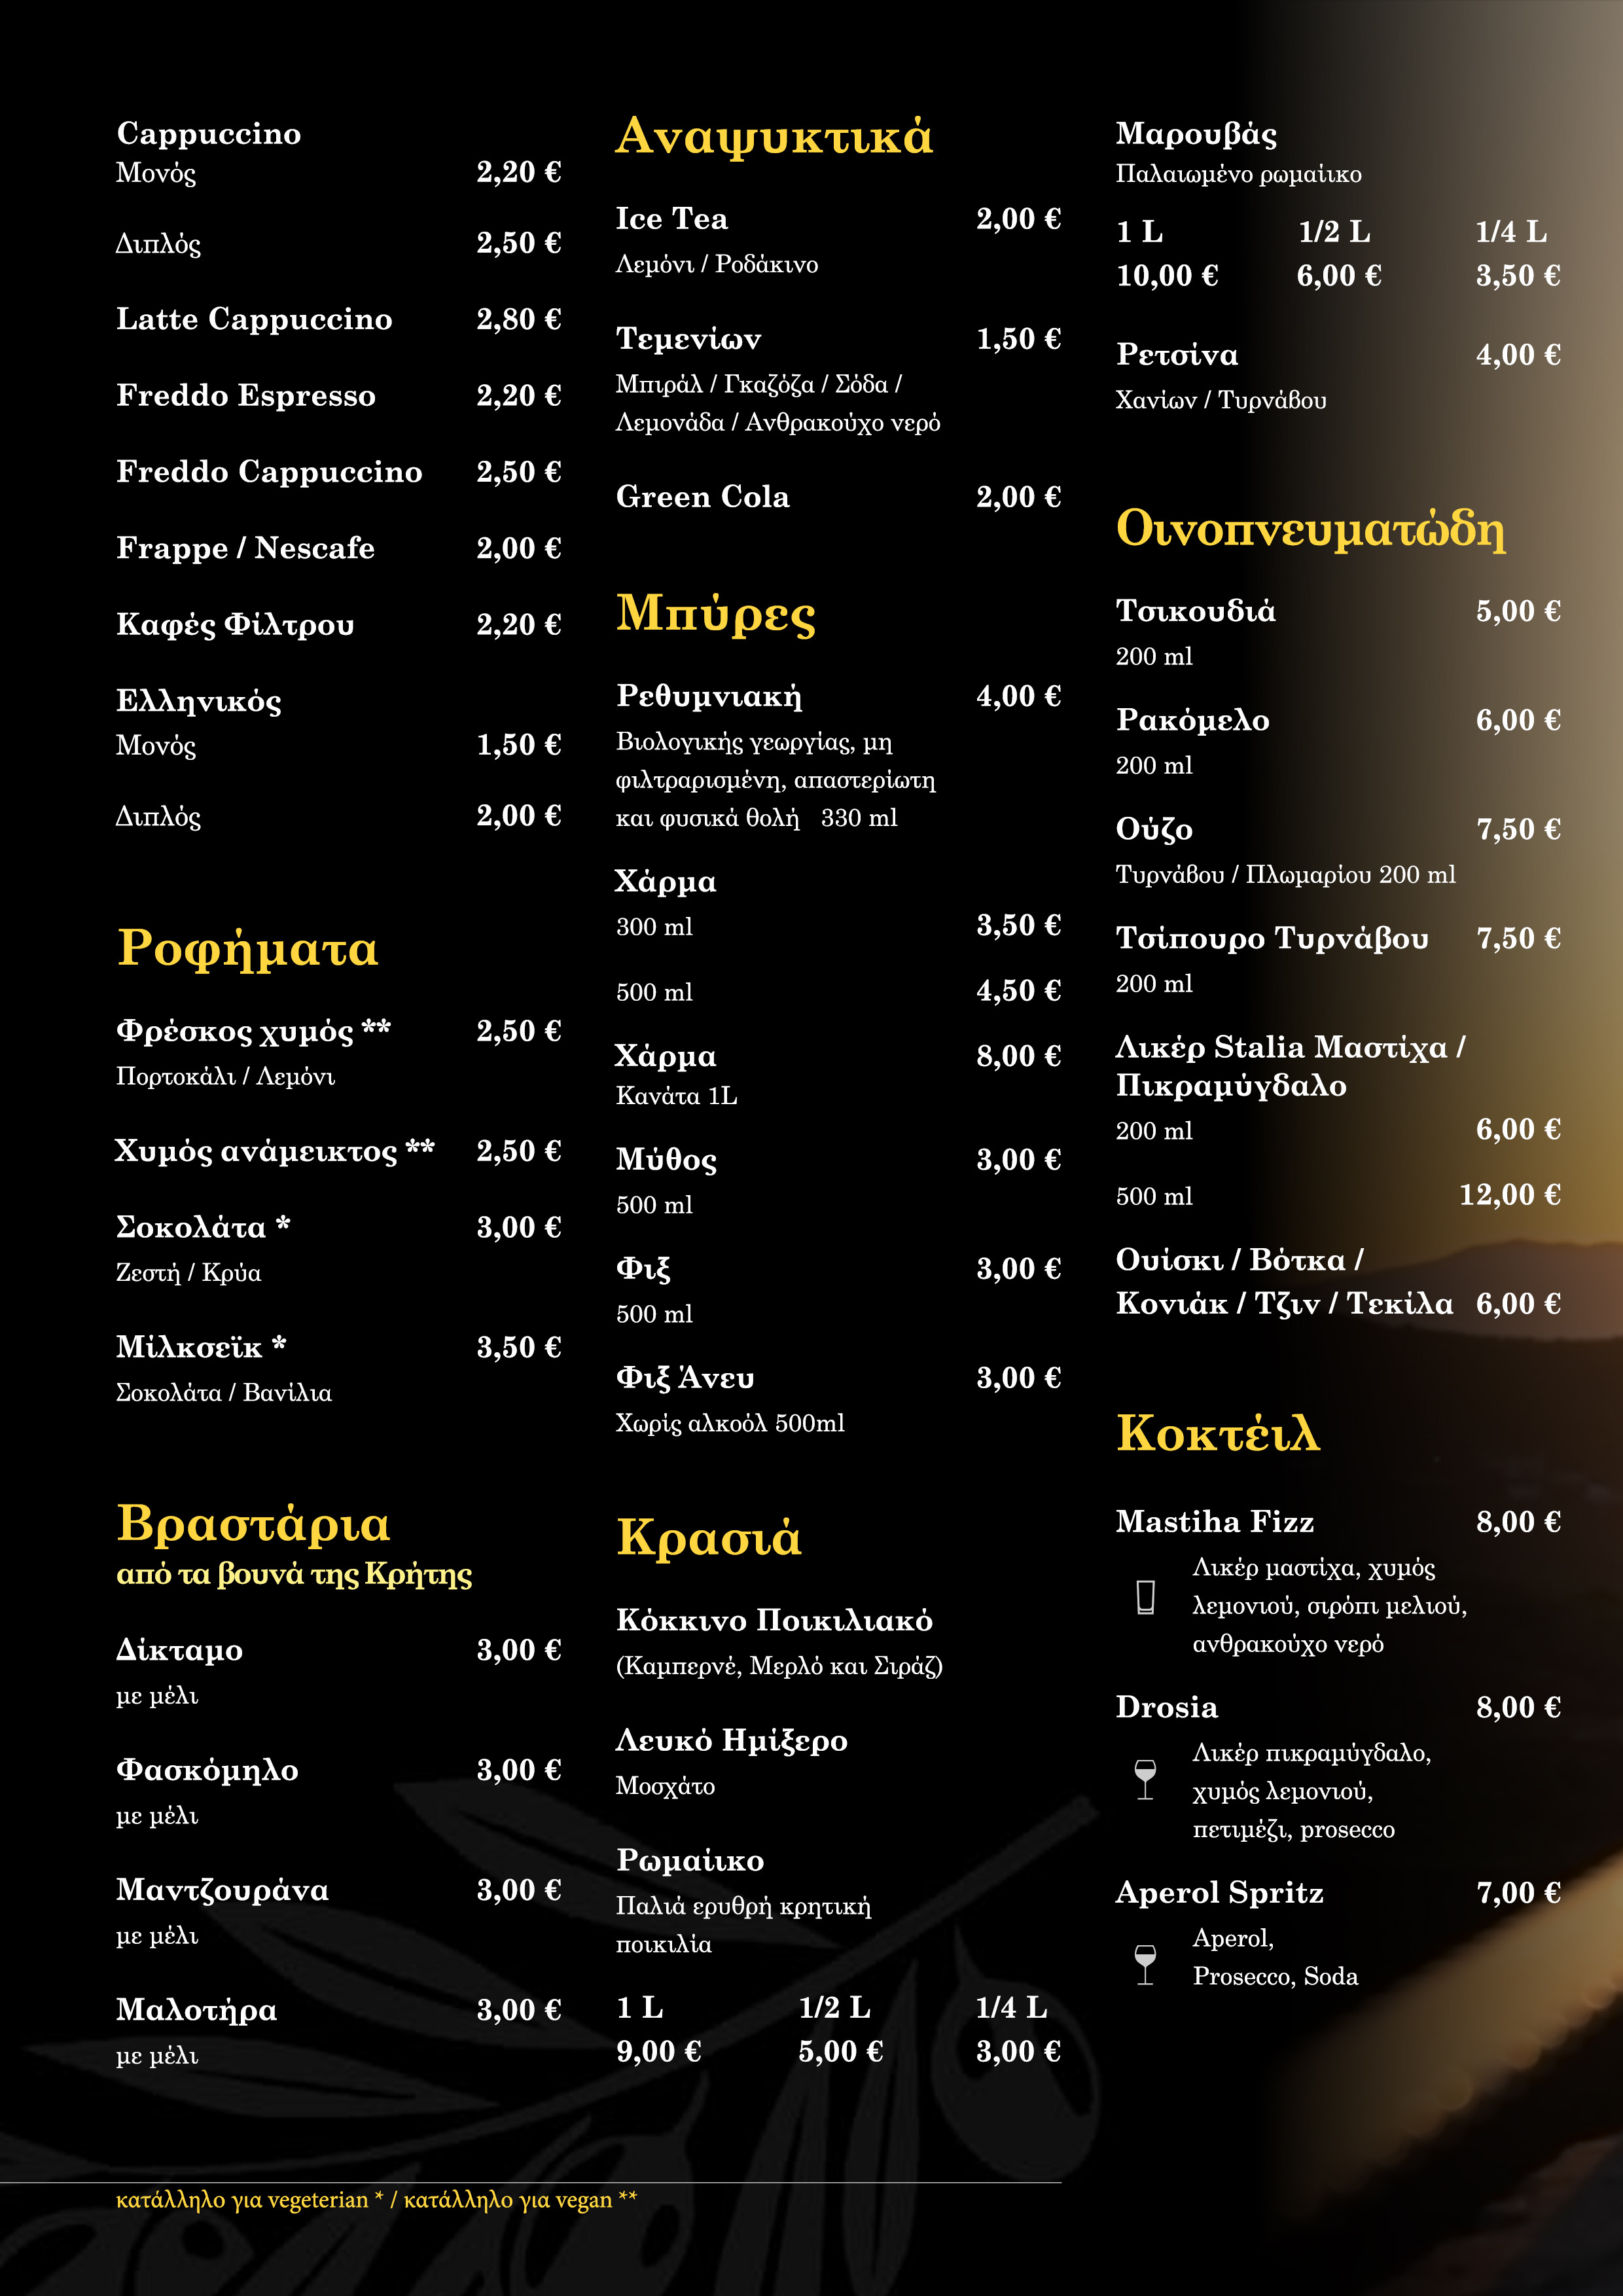 Cappuccino
Μονός 2,20 €
Διπλός 2,50 €
Latte Cappuccino 2,80 €
Freddo Espresso 2,20 €
Freddo Cappuccino 2,50 €
Frappe / Nescafe 2,00 €
Καφές Φίλτρου 2,20 €
Ελληνικός
Μονός 1,50 €
Διπλός 2,00 €
Ροφήματα
Φρέσκος χυμός ** 2,50 €
Πορτοκάλι / Λεμόνι
Χυμός ανάμεικτος ** 2,50 €
Σοκολάτα * 3,00 €
Ζεστή / Κρύα
Μίλκσεϊκ * 3,50 €
Σοκολάτα / Βανίλια
Βραστάρια
από τα βουνά της Κρήτης
Δίκταμο 3,00 €
με μέλι
Φασκόμηλο 3,00 €
με μέλι
Μαντζουράνα 3,00 €
με μέλι
Μαλοτήρα 3,00 €
με μέλι
Αναψυκτικά
Ice Tea 2,00 €
Λεμόνι / Ροδάκινο
Τεμενίων 1,50 €
Μπιράλ / Γκαζόζα / Σόδα /
Λεμονάδα / Ανθρακούχο νερό
Green Cola 2,00 €
Μπύρες
Ρεθυμνιακή 4,00 €
Βιολογικής γεωργίας, μη
φιλτραρισμένη, απαστερίωτη
και φυσικά θολή 330 ml
Χάρμα
300 ml 3,50 €
500 ml 4,50 €
Χάρμα 8,00 €
Κανάτα 1L
Μύθος 3,00 €
500 ml
Φιξ 3,00 €
500 ml
Φιξ Άνευ 3,00 €
Χωρίς αλκοόλ 500ml
Κρασιά
Κόκκινο Ποικιλιακό
(Καμπερνέ, Μερλό και Σιράζ)
Λευκό Ημίξερο
Μοσχάτο
Ρωμαίικο
Παλιά ερυθρή κρητική
ποικιλία
1 L 1/2 L 1/4 L
9,00 € 5,00 € 3,00 €
Μαρουβάς
Παλαιωμένο ρωμαίικο
1 L 1/2 L 1/4 L
10,00 € 6,00 € 3,50 €
Ρετσίνα 4,00 €
Χανίων / Τυρνάβου
Οινοπνευματώδη
Τσικουδιά 5,00 €
200 ml
Ρακόμελο 6,00 €
200 ml
Ούζο 7,50 €
Τυρνάβου / Πλωμαρίου 200 ml
Τσίπουρο Τυρνάβου 7,50 €
200 ml
Λικέρ Stalia Μαστίχα /
Πικραμύγδαλο
200 ml 6,00 €
500 ml 12,00 €
Ουίσκι / Βότκα /
Κονιάκ / Τζιν / Τεκίλα 6,00 €
Κοκτέιλ
Mastiha Fizz 8,00 €
Λικέρ μαστίχα, χυμός
λεμονιού, σιρόπι μελιού,
ανθρακούχο νερό
Drosia 8,00 €
Λικέρ πικραμύγδαλο,
χυμός λεμονιού,
πετιμέζι, prosecco
Aperol Spritz 7,00 €
Aperol,
Prosecco, Soda
κατάλληλο για vegeterian * / κατάλληλο για vegan **